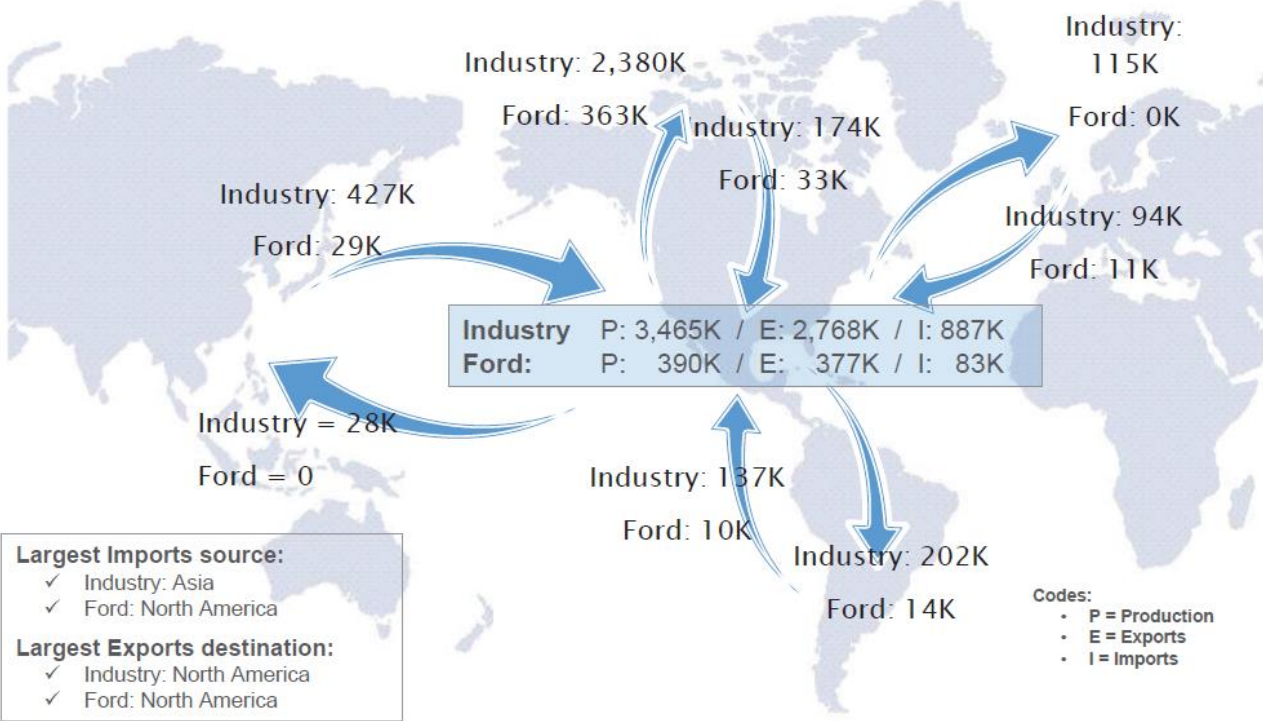 Industry:
115K
Ford: 0K
Industry: 2,380K
Ford: 363K
Industry: 174K
Ford: 33K
Industry: 427K
Ford: 29K
Industry: 94K
Ford: 11K
Industry P: 3,465K / E: 2,768K / I: 887K
Ford: P: 390K / E: 377K / I: 83K
Industry = 28K
Ford = 0
Industry: 137K
Ford: 10K
Industry: 202K
Ford: 14K
Largest Imports source:
✓ Industry: Asia
✓ Ford: North America
Largest Exports destination:
✓ Industry: North America
✓ Ford: North America
Codes:
• P = Production
• E = Exports
• I = Imports